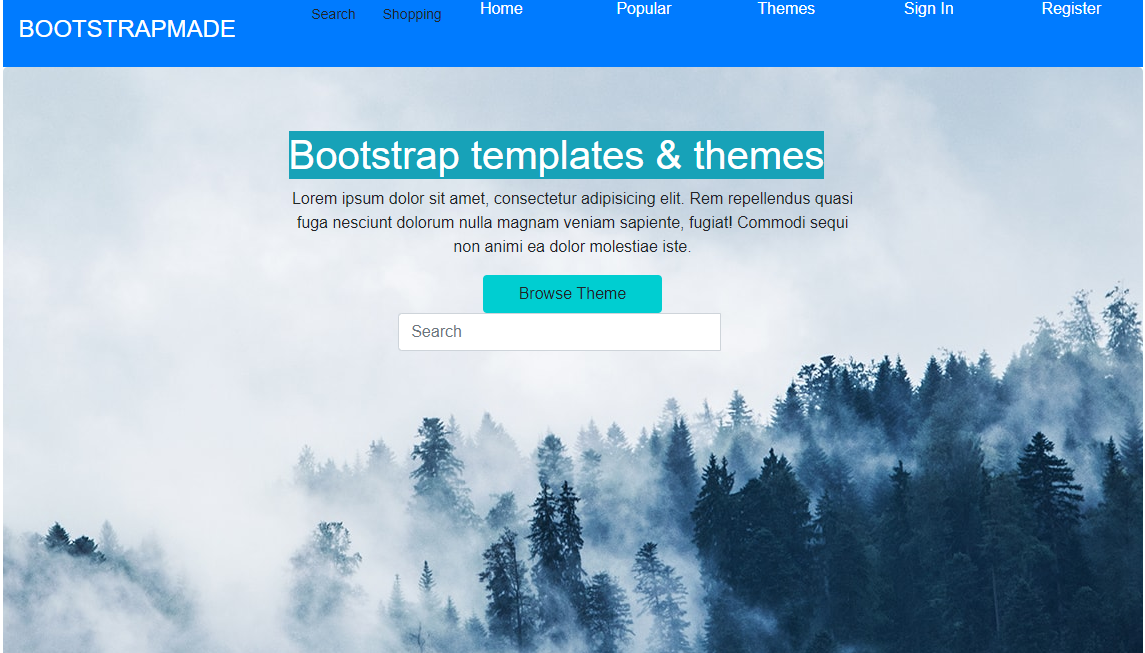 BOOTSTRAPMADE
Search Shopping Home Popular Themes Sign In Register
Bootstrap templates & themes
Lorem ipsum dolor sit amet, consectetur adipisicing elit. Rem repellendus quasi
fuga nesciunt dolorum nulla magnam veniam sapiente, fugiat! Commodi sequi
non animi ea dolor molestiae iste.
Browse Theme
Search